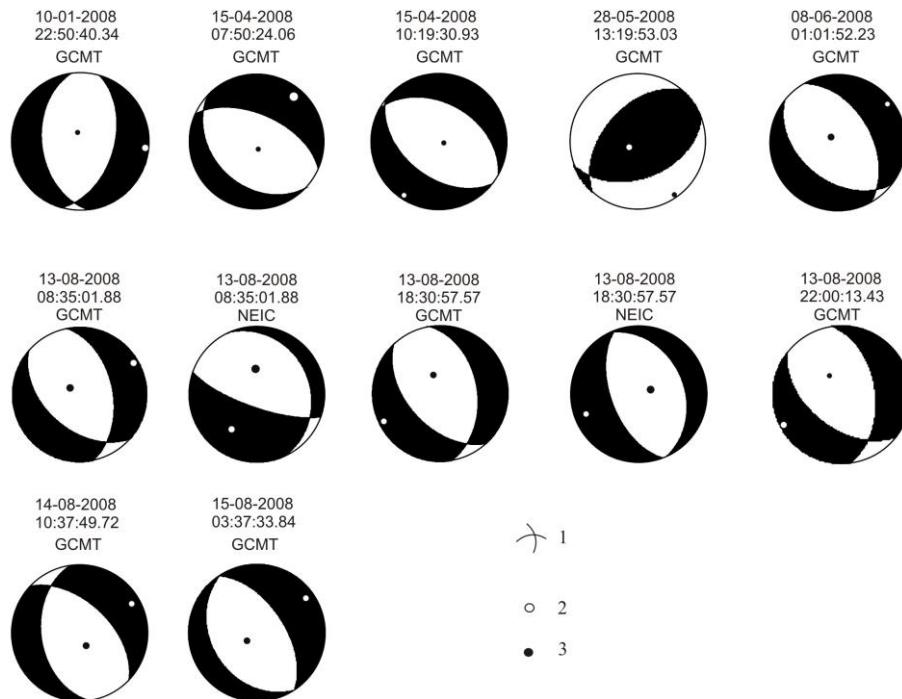 10-01-2008
22:50:40.34
GCMT
15-04-2008
07:50:24.06
GCMT
15-04-2008
10:19:30.93
GCMT
28-05-2008
13:19:53.03
GCMT
08-06-2008
01:01:52.23
GCMT
13-08-2008
08:35:01.88
GCMT
13-08-2008
08:35:01.88
NEIC
13-08-2008
18:30:57.57
GCMT
13-08-2008
18:30:57.57
NEIC
13-08-2008
22:00:13.43
GCMT
14-08-2008
10:37:49.72
GCMT
15-08-2008
03:37:33.84
GCMT
1
2
3